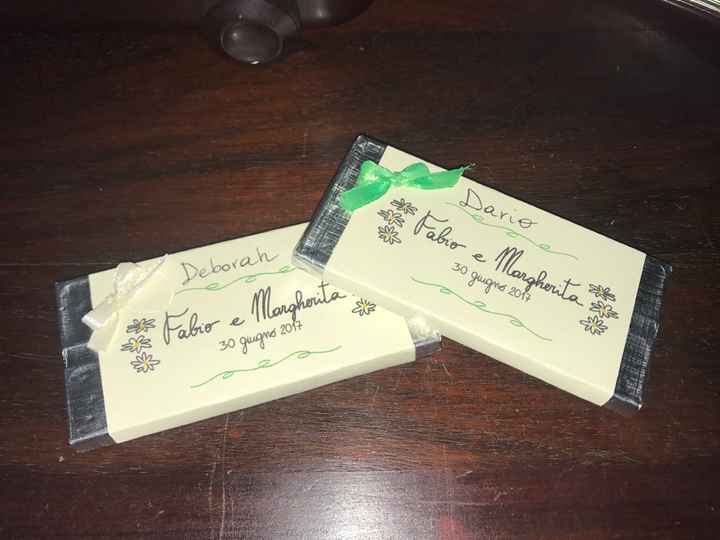 Deborah
Fabio e Margherita
30 giugno 2017
Dario
Fabio e Margherita
30 giugno 2017